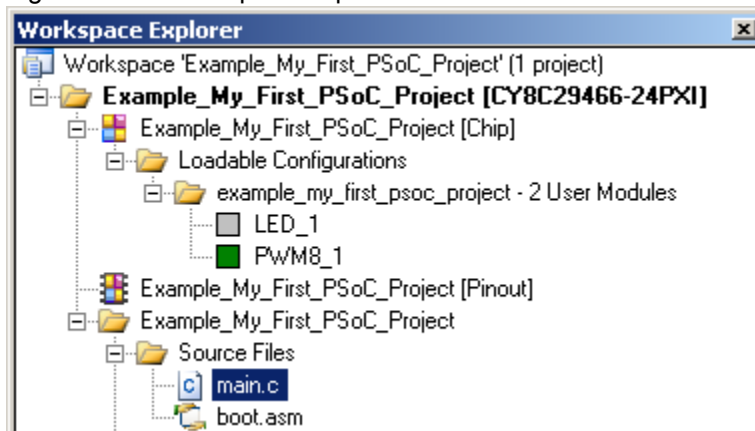 Workspace Explorer
Workspace 'Example_My_First_PSoC_Project' (1 project)
Example_My_First_PSoC_Project [CY8C29466-24PXI]
Example_My_First_PSoC_Project [Chip]
Loadable Configurations
example_my_first_psoc_project - 2 User Modules
LED_1
PWM8_1
Example_My_First_PSoC_Project [Pinout]
Example_My_First_PSoC_Project
Source Files
main.c
boot.asm